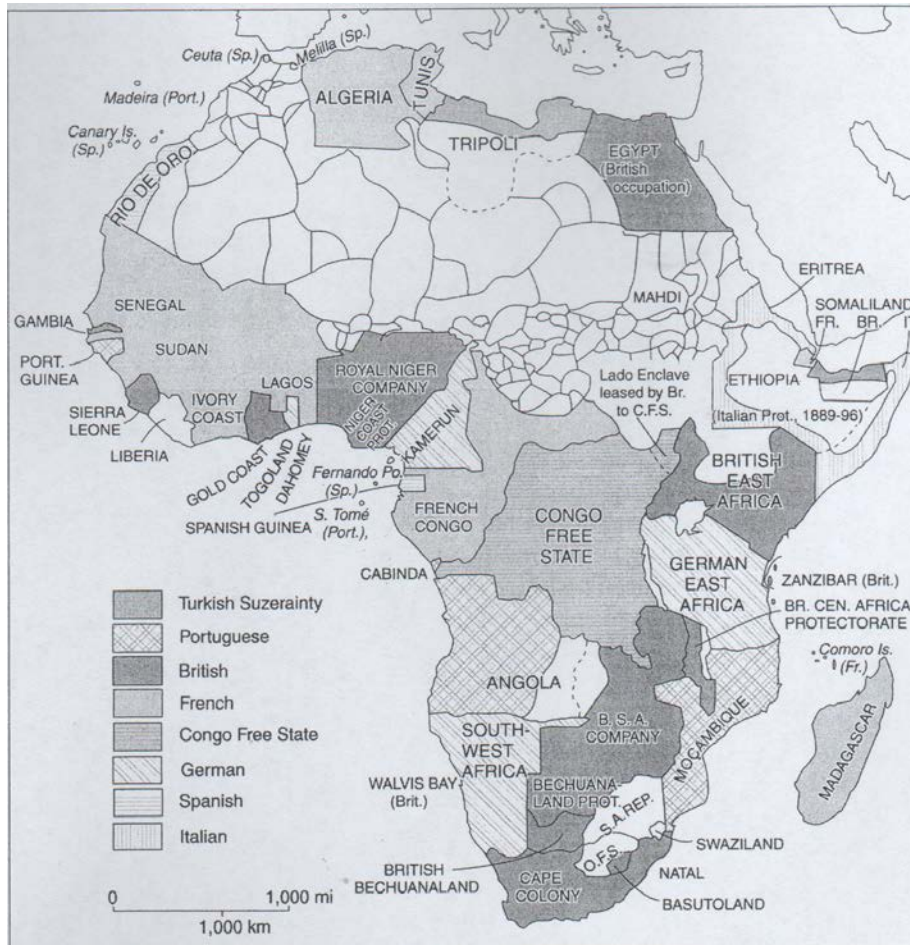 Ceuta (Sp.)
Melilla (Sp.)
Madeira (Port.)
Canary Is.
(Sp.)
ALGERIA
TUNIS
TRIPOLI
EGYPT
(British
occupation)
RIO DE ORO
SENEGAL
SUDAN
GAMBIA
PORT.
GUINEA
SIERRA
LEONE
LIBERIA
IVORY
COAST
GOLD COAST
TOGOLAND
DAHOMEY
LAGOS
ROYAL NIGER
COMPANY
NIGER
COAST
PROT.
KAMERUN
MAHDI
ERITREA
SOMALILAND
FR. BR. IT
ETHIOPIA
(Italian Prot., 1889-96)
Lado Enclave
leased by Br.
to C.F.S.
Fernando Po.
(Sp.)
SPANISH GUINEA
S. Tomé
(Port.),
FRENCH
CONGO
CONGO
FREE
STATE
BRITISH
EAST
AFRICA
CABINDA
GERMAN
EAST
AFRICA
ZANZIBAR (Brit.)
BR. CEN. AFRICA
PROTECTORATE
Comoro Is.
(Fr.)
ANGOLA
B. S. A.
COMPANY
MOÇAMBIQUE
MADAGASCAR
SOUTH-
WEST
AFRICA
WALVIS BAY
(Brit.)
BECHUANA-
LAND PROT.
S.A. REP.
SWAZILAND
O.F.S.
NATAL
BRITISH
BECHUANALAND
CAPE
COLONY
BASUTOLAND
Turkish Suzerainty
Portuguese
British
French
Congo Free State
German
Spanish
Italian
0 1,000 mi
1,000 km